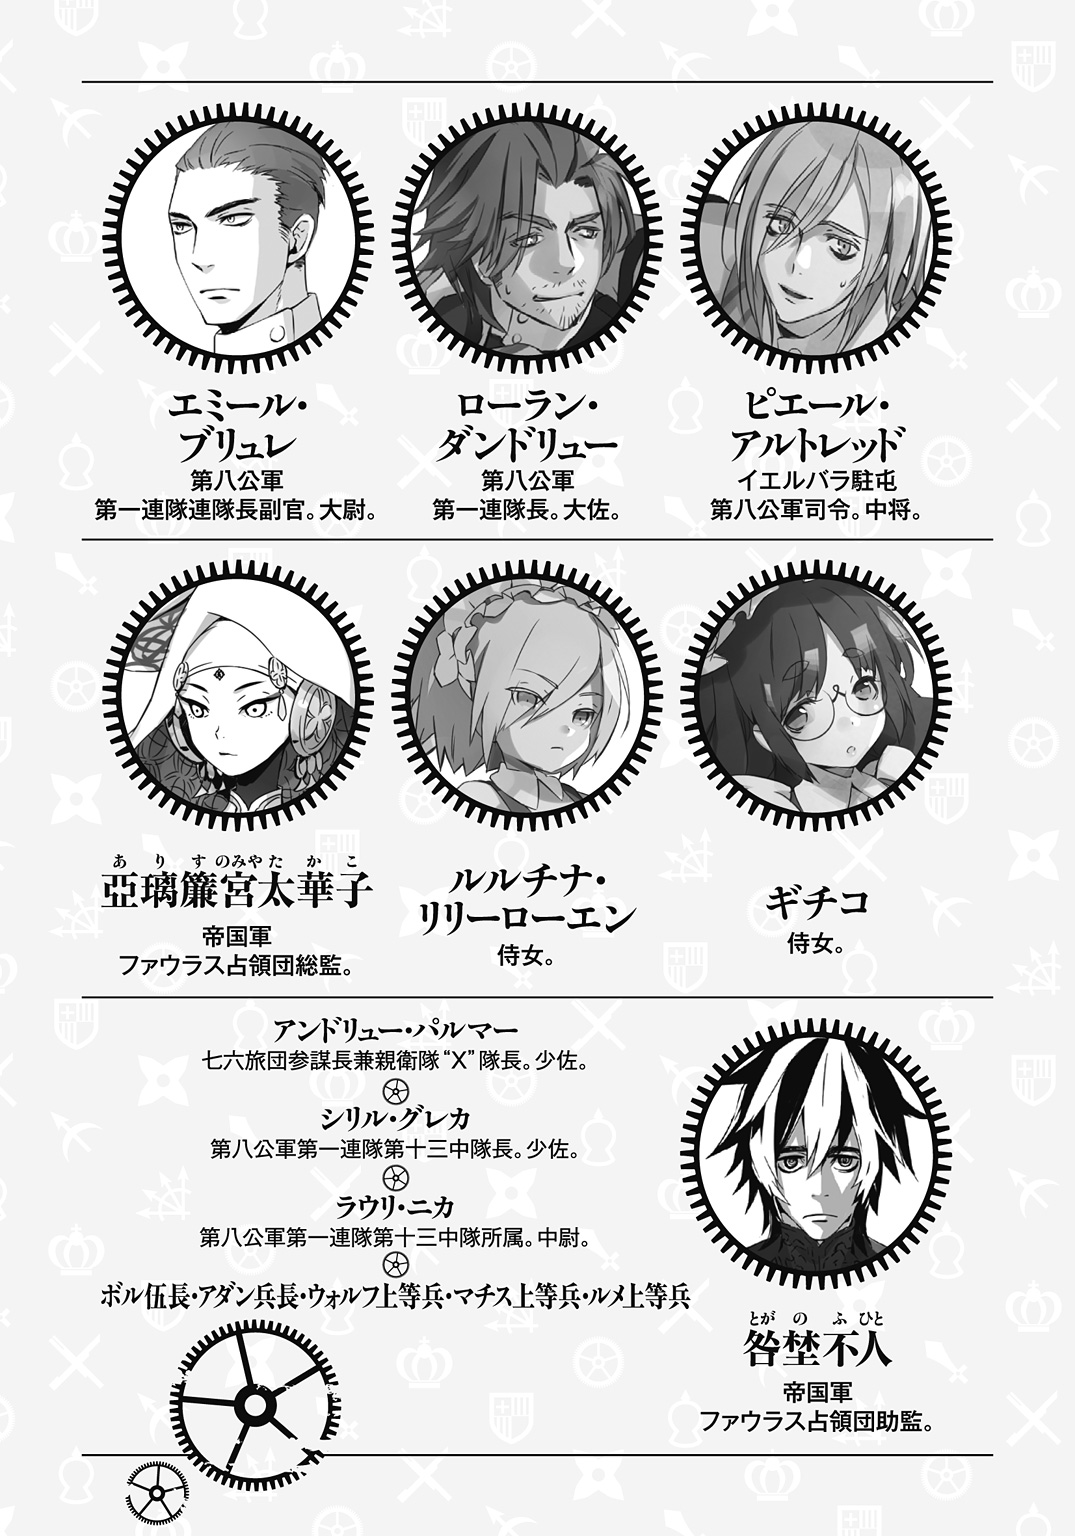 エミール・
ブリュレ
第八公軍
第一連隊連隊長副官。大尉。
ローラン・
ダンドリュー
第八公軍
第一連隊長。大佐。
ピエール・
アルトレッド
イエルバラ駐屯
第八公軍司令。中将。
ありすのみやたかこ
亞璃簾宮太華子
帝国軍
ファウラス占領団総監。
ルルチナ・
リリーローエン
侍女。
ギチコ
侍女。
アンドリュー・パルマー
七六旅団参謀長兼親衛隊“X”隊長。少佐。
シリル・グレカ
第八公軍第一連隊第十三中隊長。少佐。
ラウリ・ニカ
第八公軍第一連隊第十三中隊所属。中尉。
ボル伍長・アダン兵長・ウォルフ上等兵・マチス上等兵・ルメ上等兵
とがのふひと
咎埜不人
帝国軍
ファウラス占領団助監。